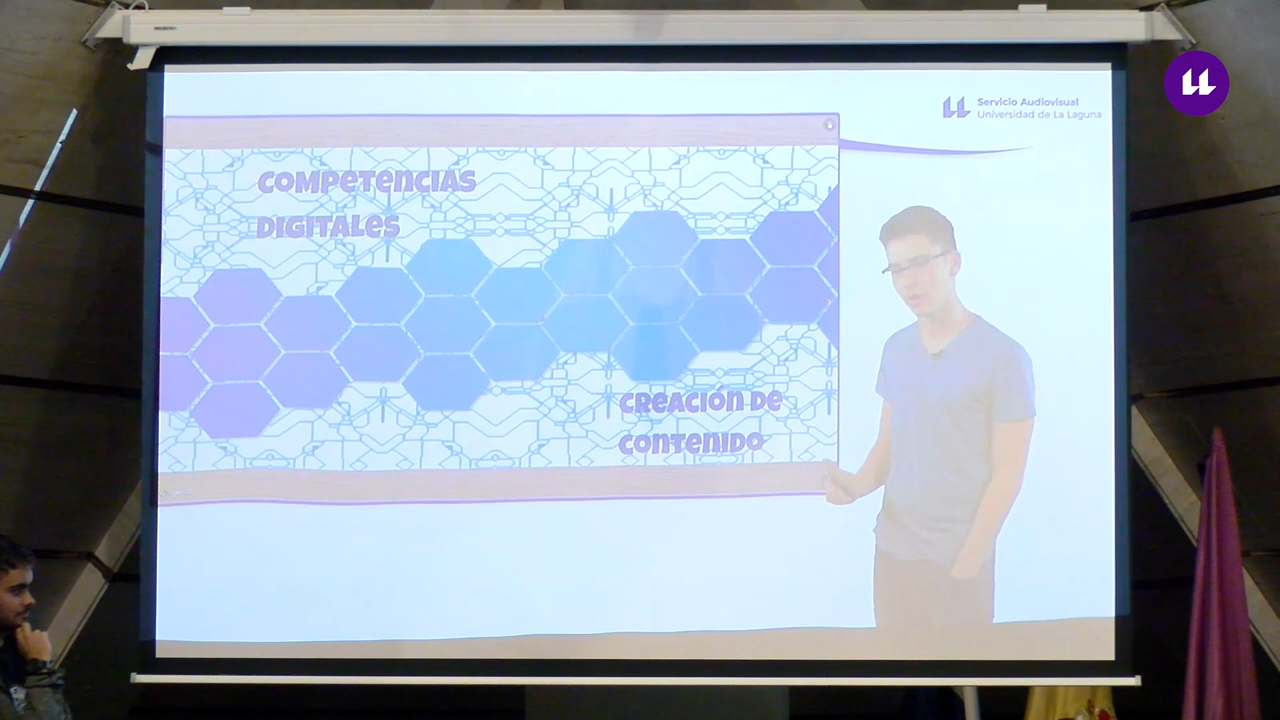 Servicio Audiovisual
Universidad de La Laguna
COMPETENCIAS
DIGITALES
CREACIÓN DE
CONTENIDO